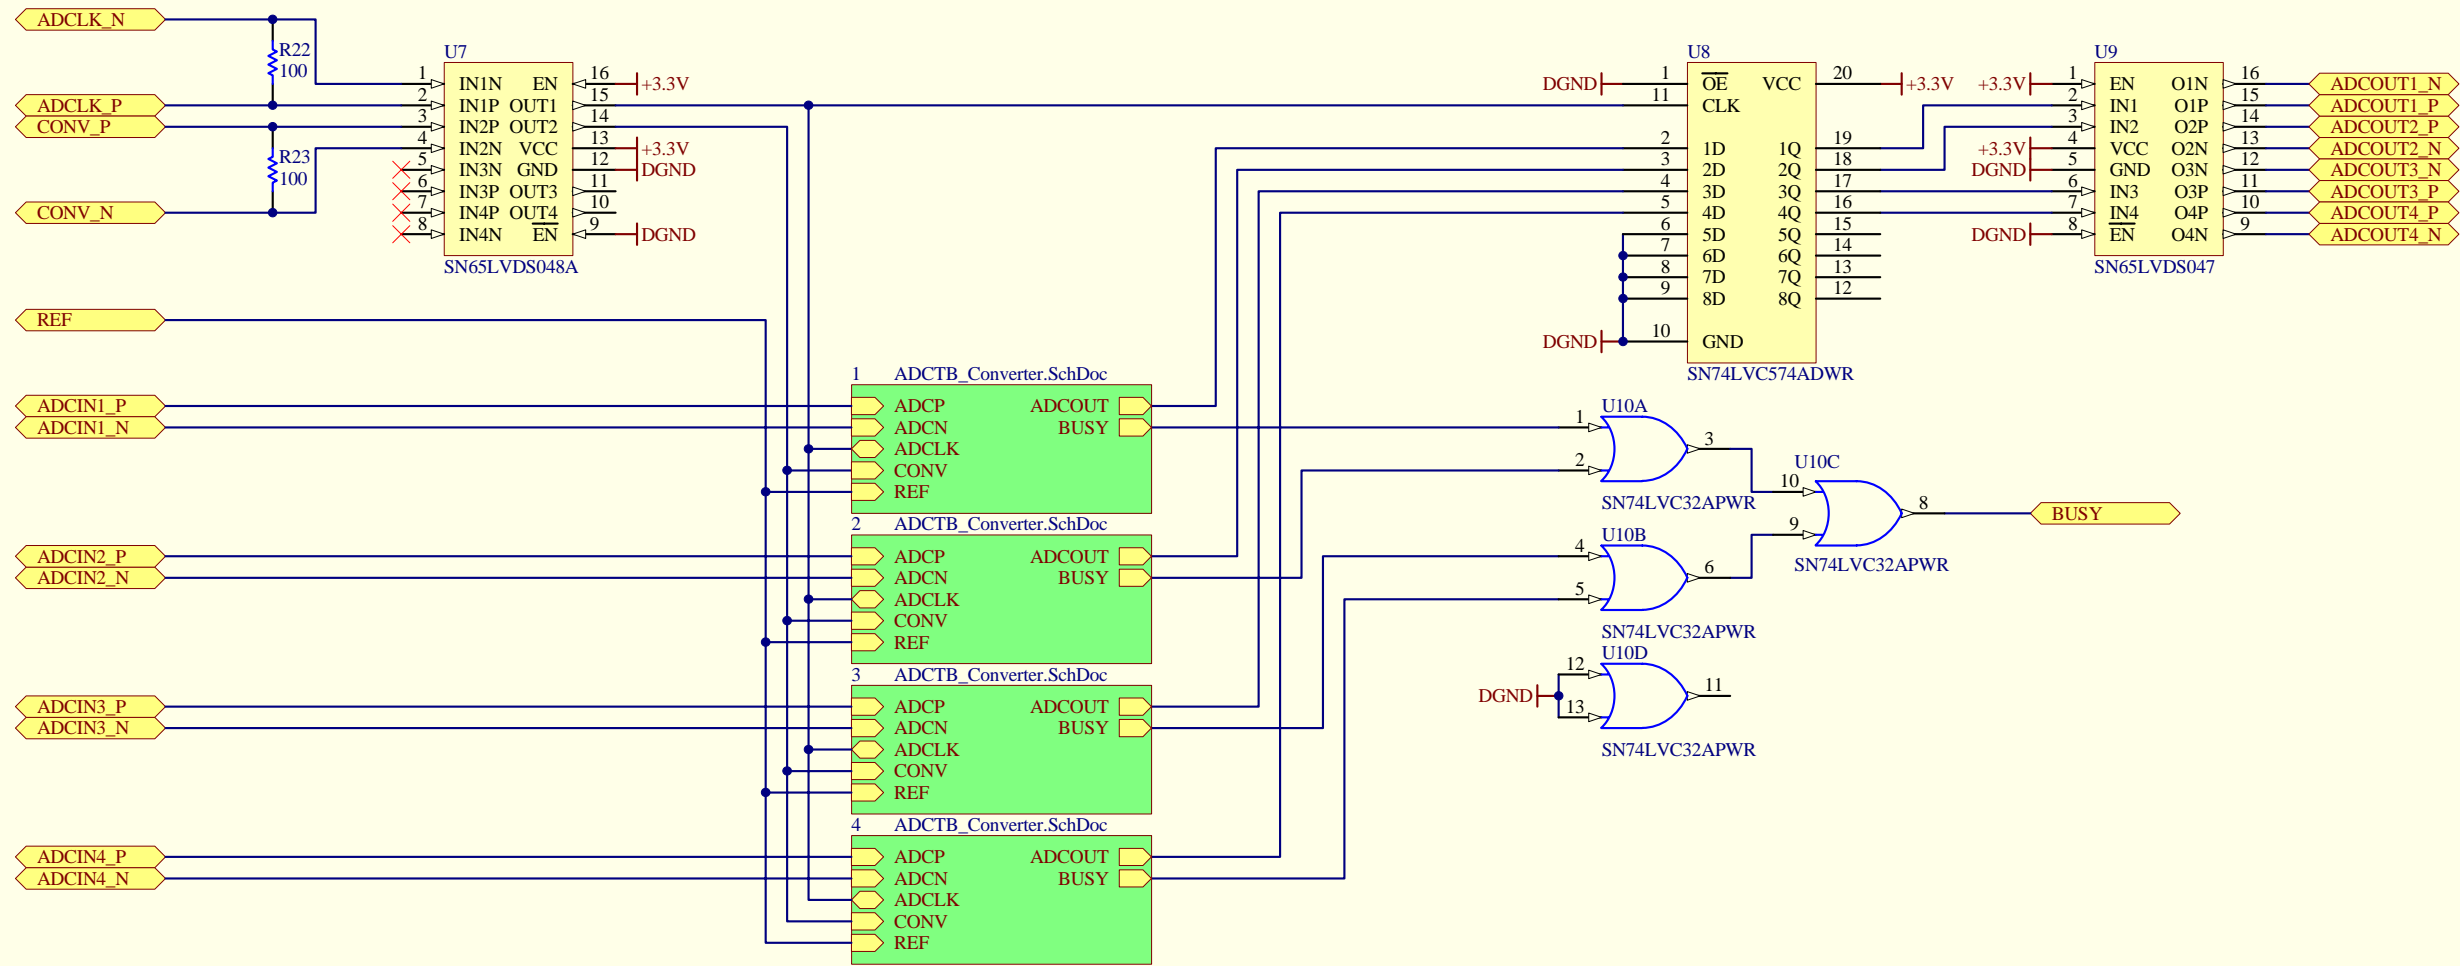 ADCLK_N
R22
100
ADCLK_P
CONV_P
R23
100
CONV_N
REF
ADCIN1_P
ADCIN1_N
ADCIN2_P
ADCIN2_N
ADCIN3_P
ADCIN3_N
ADCIN4_P
ADCIN4_N
U7
1 IN1N EN 16 +3.3V
2 IN1P OUT1 15
3 IN2P OUT2 14
4 IN2N VCC 13 +3.3V
5 IN3N GND 12 DGND
6 IN3P OUT3 11
7 IN4P OUT4 10
8 IN4N EN 9 DGND
SN65LVDS048A
1 ADCTB_Converter.SchDoc
ADCP ADCOUT
ADCN BUSY
ADCLK
CONV
REF
2 ADCTB_Converter.SchDoc
ADCP ADCOUT
ADCN BUSY
ADCLK
CONV
REF
3 ADCTB_Converter.SchDoc
ADCP ADCOUT
ADCN BUSY
ADCLK
CONV
REF
4 ADCTB_Converter.SchDoc
ADCP ADCOUT
ADCN BUSY
ADCLK
CONV
REF
U8
DGND 1 OE VCC 20 +3.3V
11 CLK
2 1D 1Q 19
3 2D 2Q 18
4 3D 3Q 17
5 4D 4Q 16
6 5D 5Q 15
7 6D 6Q 14
8 7D 7Q 13
9 8D 8Q 12
DGND 10 GND
SN74LVC574ADWR
U9
+3.3V 1 EN O1N 16 ADCOUT1_N
2 IN1 O1P 15 ADCOUT1_P
3 IN2 O2P 14 ADCOUT2_P
+3.3V 4 VCC O2N 13 ADCOUT2_N
DGND 5 GND O3N 12 ADCOUT3_N
6 IN3 O3P 11 ADCOUT3_P
7 IN4 O4P 10 ADCOUT4_P
DGND 8 EN O4N 9 ADCOUT4_N
SN65LVDS047
U10A
1
2
3
SN74LVC32APWR
U10B
4
5
6
SN74LVC32APWR
U10C
10
9
8
SN74LVC32APWR
BUSY
U10D
DGND
12
13
11
SN74LVC32APWR